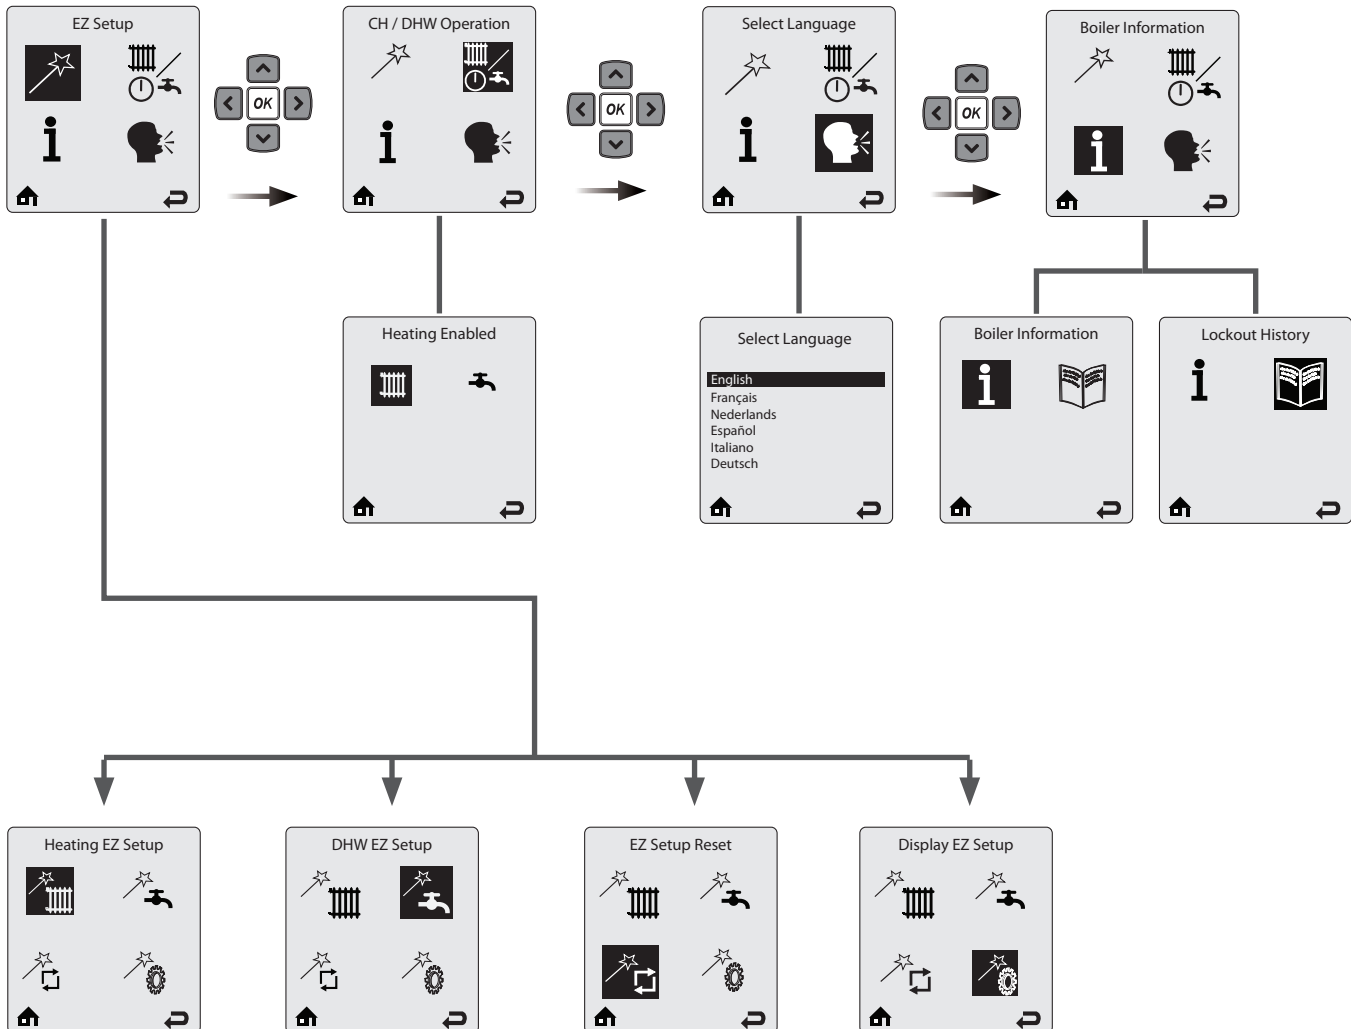 EZ Setup
CH / DHW Operation
Select Language
Boiler Information
OK
OK
OK
Heating Enabled
Select Language
English
Français
Nederlands
Español
Italiano
Deutsch
Boiler Information
Lockout History
Heating EZ Setup
DHW EZ Setup
EZ Setup Reset
Display EZ Setup